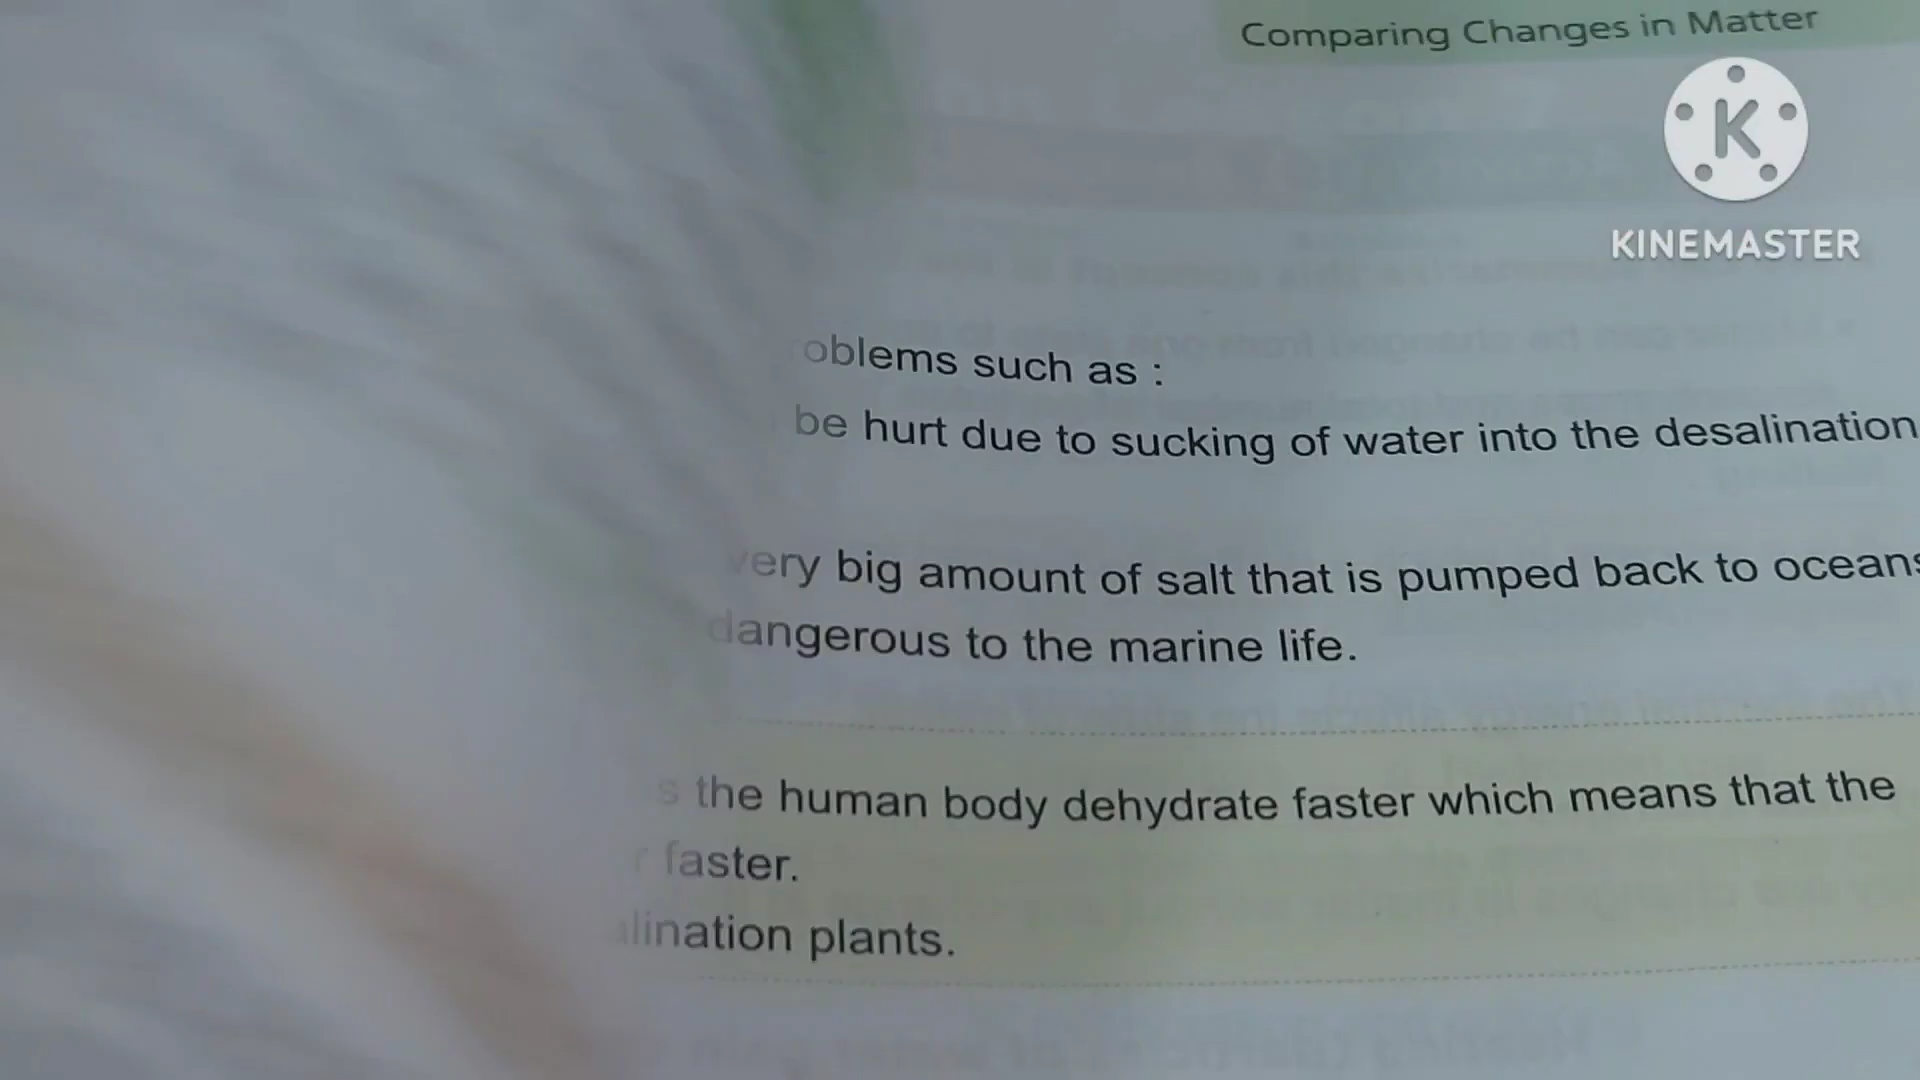 Comparing Changes in Matter
K
KINEMASTER
oblems such as :
be hurt due to sucking of water into the desalination
very big amount of salt that is pumped back to oceans
dangerous to the marine life.
s the human body dehydrate faster which means that the
r faster.
lination plants.